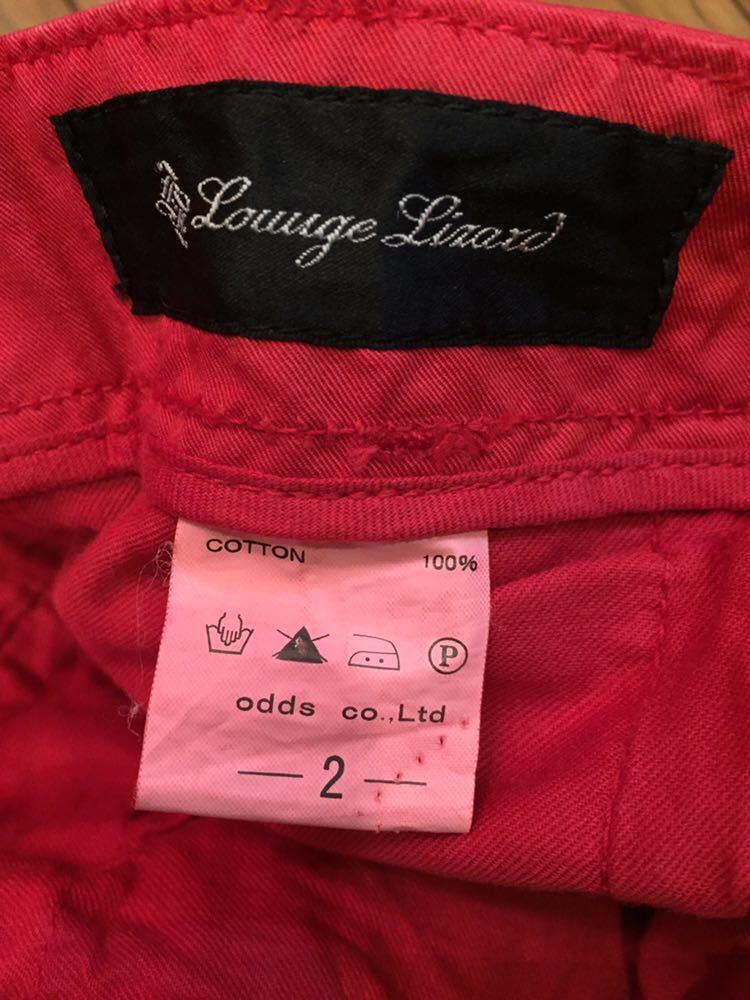 Lounge Lizard
COTTON 100%
P
odds co.,Ltd
— 2 —